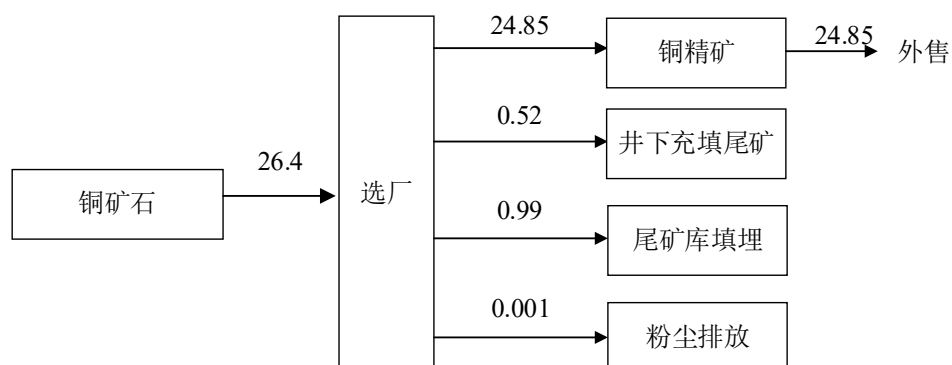 24.85
铜精矿
24.85
外售
0.52
井下充填尾矿
铜矿石
26.4
选厂
0.99
尾矿库填埋
0.001
粉尘排放